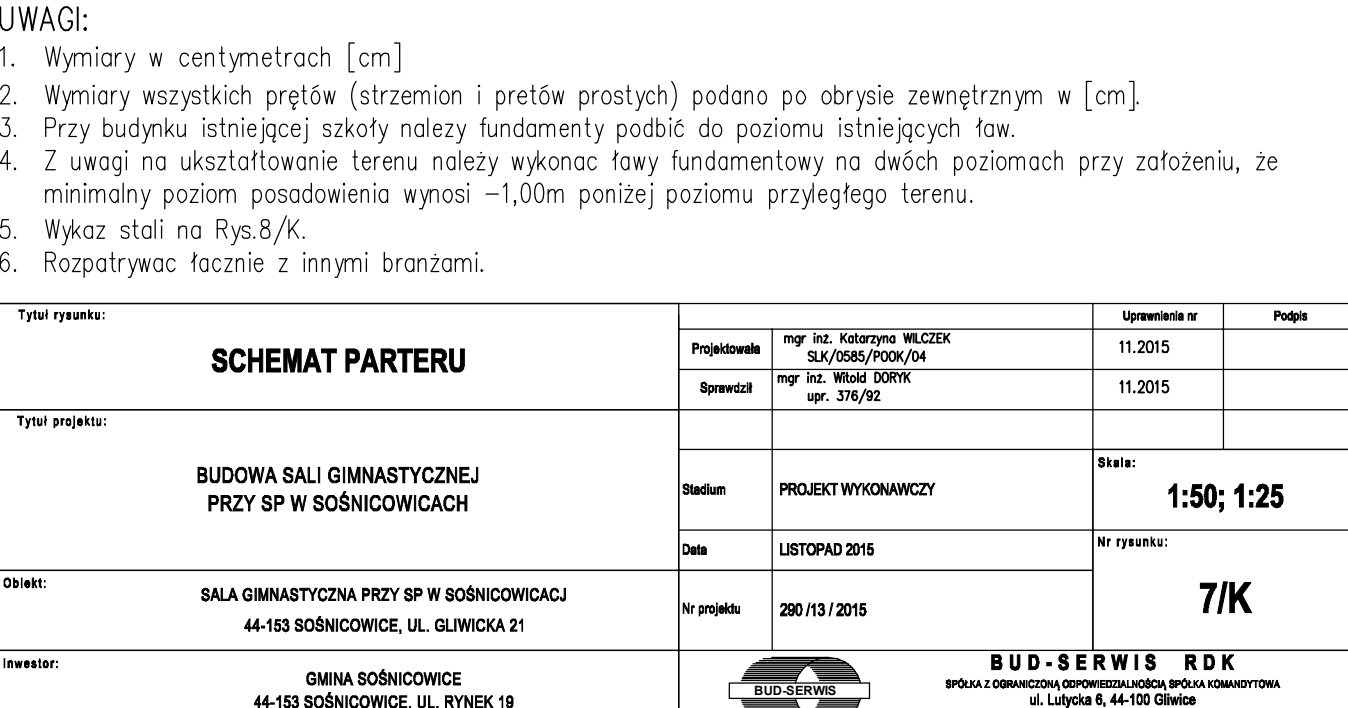 UWAGI:
1. Wymiary w centymetrach [cm]
2. Wymiary wszystkich prętów (strzemion i pretów prostych) podano po obrysie zewnętrznym w [cm].
3. Przy budynku istniejącej szkoły nalezy fundamenty podbić do poziomu istniejących ław.
4. Z uwagi na ukształtowanie terenu należy wykonac ławy fundamentowy na dwóch poziomach przy założeniu, że
minimalny poziom posadowienia wynosi –1,00m poniżej poziomu przyległego terenu.
5. Wykaz stali na Rys.8/K.
6. Rozpatrywac łacznie z innymi branżami.
Tytuł rysunku:
SCHEMAT PARTERU
Uprawnienia nr
Podpis
Projektowała
mgr inż. Katarzyna WILCZEK
SLK/0585/POOK/04
11.2015
Sprawdził
mgr inż. Witold DORYK
upr. 376/92
11.2015
Tytuł projektu:
BUDOWA SALI GIMNASTYCZNEJ
PRZY SP W SOŚNICOWICACH
Stadium
PROJEKT WYKONAWCZY
Skala:
1:50; 1:25
Data
LISTOPAD 2015
Nr rysunku:
7/K
Obiekt:
SALA GIMNASTYCZNA PRZY SP W SOŚNICOWICACJ
44-153 SOŚNICOWICE, UL. GLIWICKA 21
Nr projektu
290 /13 / 2015
Inwestor:
GMINA SOŚNICOWICE
44-153 SOŚNICOWICE, UL. RYNEK 19
BUD-SERWIS
BUD-SERWIS RDK
SPÓŁKA Z OGRANICZONĄ ODPOWIEDZIALNOŚCIĄ SPÓŁKA KOMANDYTOWA
ul. Lutycka 6, 44-100 Gliwice